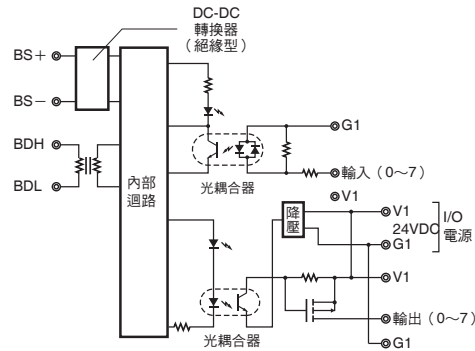 DC-DC
轉換器
（絕緣型）
BS+
BS−
BDH
BDL
內部
迴路
G1
輸入（0～7）
光耦合器
V1
降壓
V1
24VDC
G1
I/O
電源
V1
輸出（0～7）
光耦合器
G1